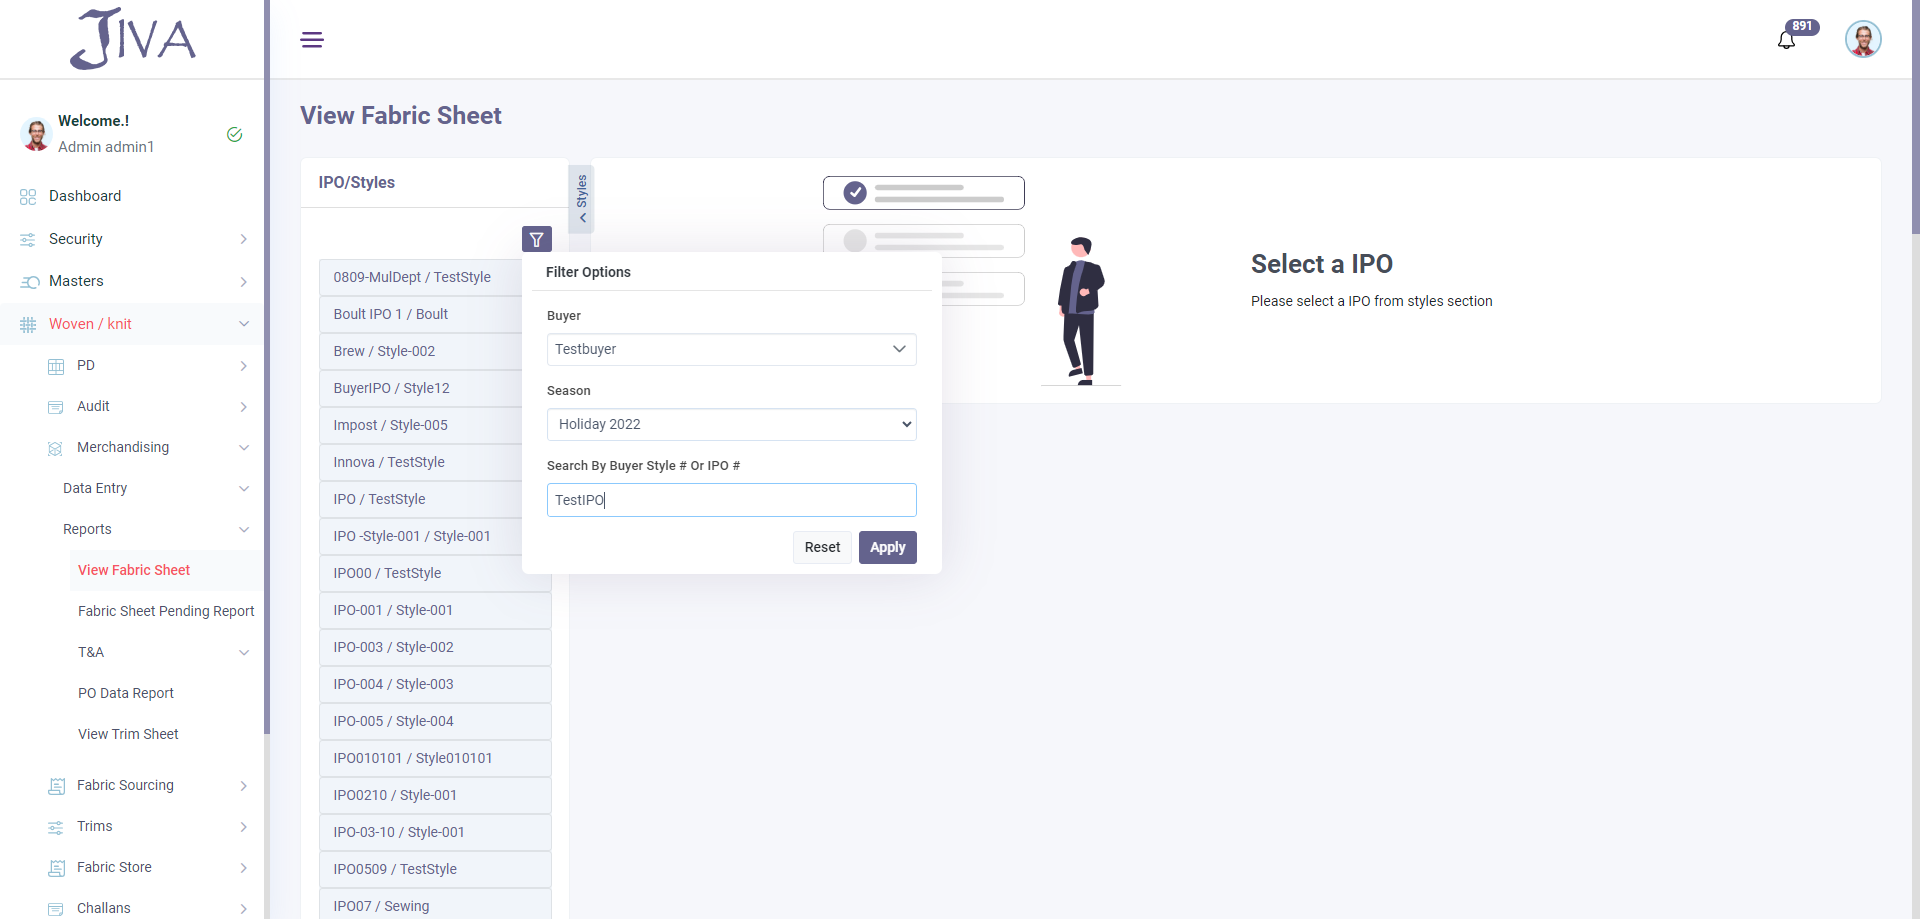 JIVA
891
Welcome.!
Admin admin1
Dashboard
Security
Masters
Woven / knit
PD
Audit
Merchandising
Data Entry
Reports
View Fabric Sheet
Fabric Sheet Pending Report
T&A
PO Data Report
View Trim Sheet
Fabric Sourcing
Trims
Fabric Store
Challans
View Fabric Sheet
IPO/Styles
Styles
0809-MulDept / TestStyle
Boult IPO 1 / Boult
Brew / Style-002
BuyerIPO / Style12
Impost / Style-005
Innova / TestStyle
IPO / TestStyle
IPO -Style-001 / Style-001
IPO00 / TestStyle
IPO-001 / Style-001
IPO-003 / Style-002
IPO-004 / Style-003
IPO-005 / Style-004
IPO010101 / Style010101
IPO0210 / Style-001
IPO-03-10 / Style-001
IPO0509 / TestStyle
IPO07 / Sewing
Filter Options
Buyer
Testbuyer
Season
Holiday 2022
Search By Buyer Style # Or IPO #
TestIPO
Reset
Apply
Select a IPO
Please select a IPO from styles section